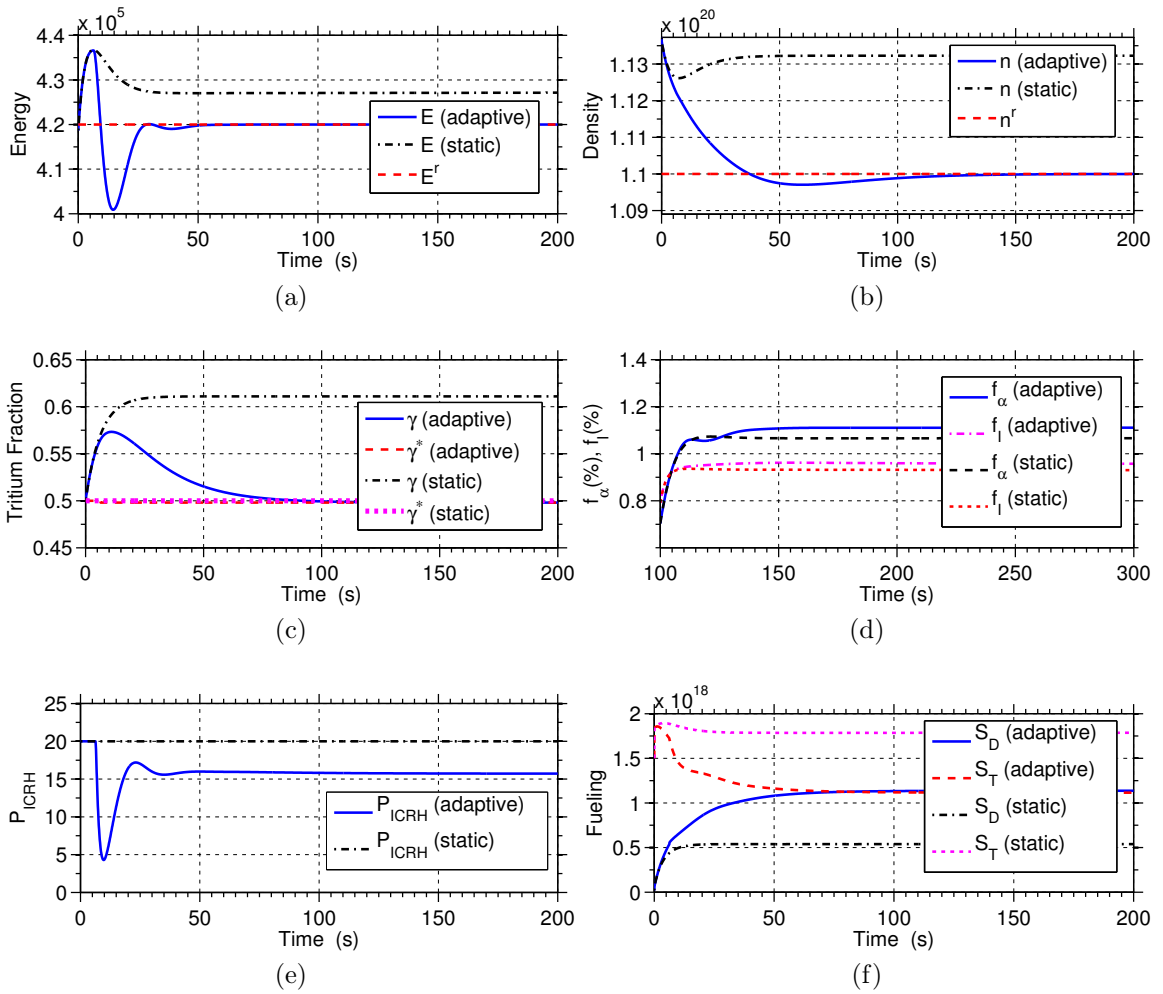 x 10⁵
4.4
4.3
4.2
4.1
4
Energy
E (adaptive)
E (static)
Eʳ
0 50 100 150 200
Time (s)
(a)
x 10²⁰
1.13
1.12
1.11
1.1
1.09
Density
n (adaptive)
n (static)
nʳ
0 50 100 150 200
Time (s)
(b)
0.65
0.6
0.55
0.5
0.45
Tritium Fraction
γ (adaptive)
γ* (adaptive)
γ (static)
γ* (static)
0 50 100 150 200
Time (s)
(c)
1.4
1.2
1
0.8
f_α(%), f_I(%)
f_α (adaptive)
f_I (adaptive)
f_α (static)
f_I (static)
100 150 200 250 300
Time (s)
(d)
25
20
15
10
5
0
P_ICRH
P_ICRH (adaptive)
P_ICRH (static)
0 50 100 150 200
Time (s)
(e)
x 10¹⁸
2
1.5
1
0.5
0
Fueling
S_D (adaptive)
S_T (adaptive)
S_D (static)
S_T (static)
0 50 100 150 200
Time (s)
(f)